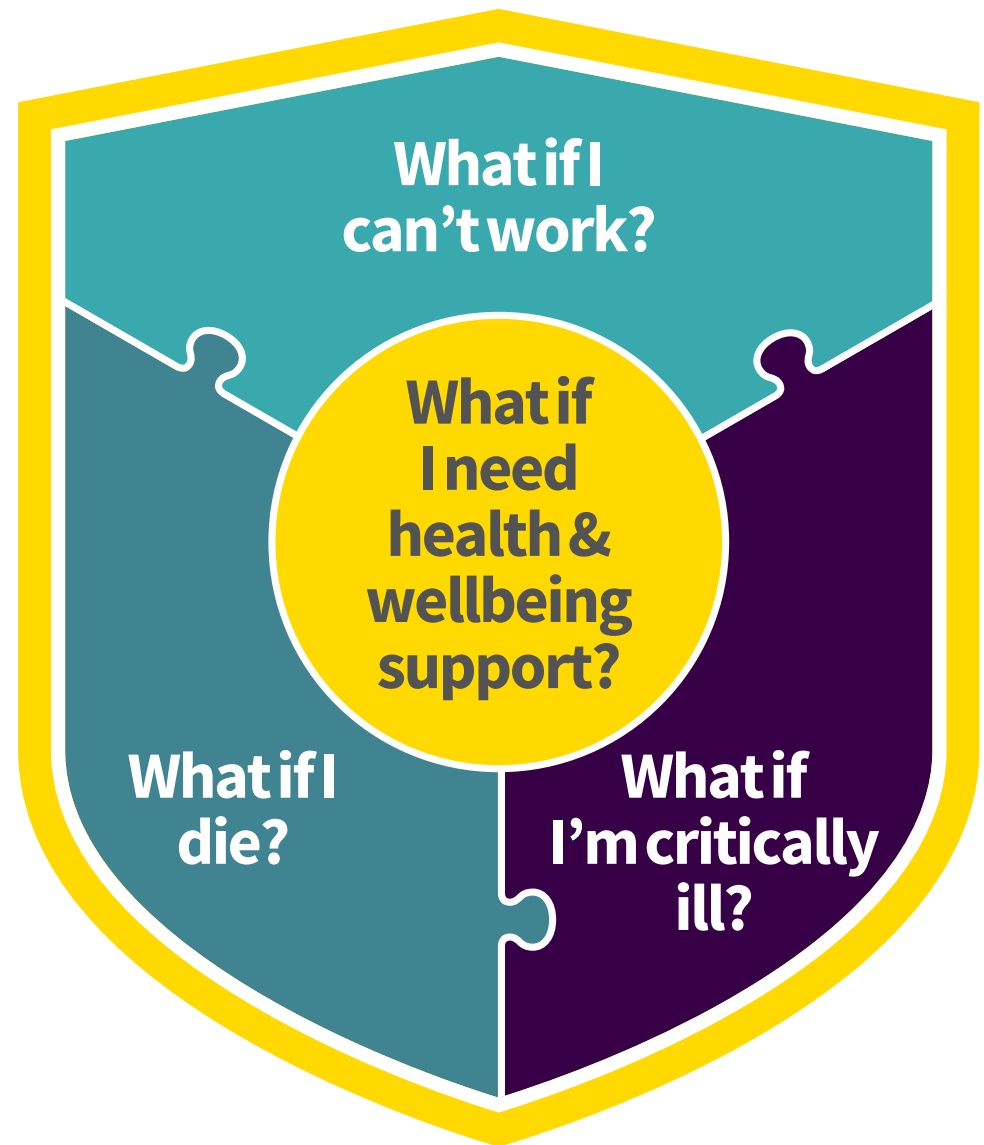 What if I
can’t work?
What if
I need
health &
wellbeing
support?
What if I
die?
What if
I’m critically
ill?